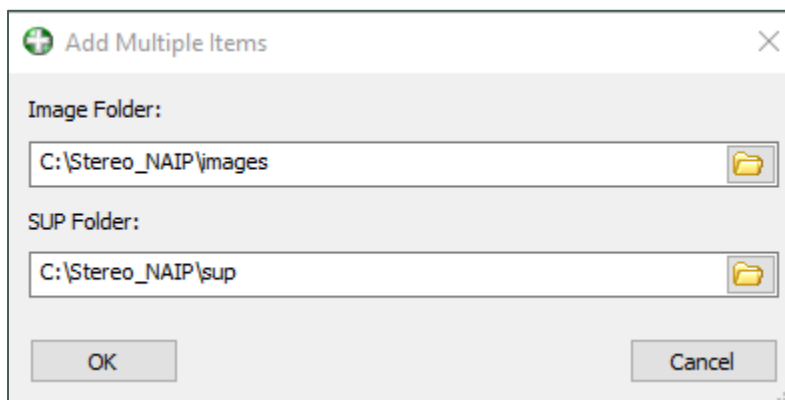 Add Multiple Items
Image Folder:
C:\Stereo_NAIP\images
SUP Folder:
C:\Stereo_NAIP\sup
OK Cancel